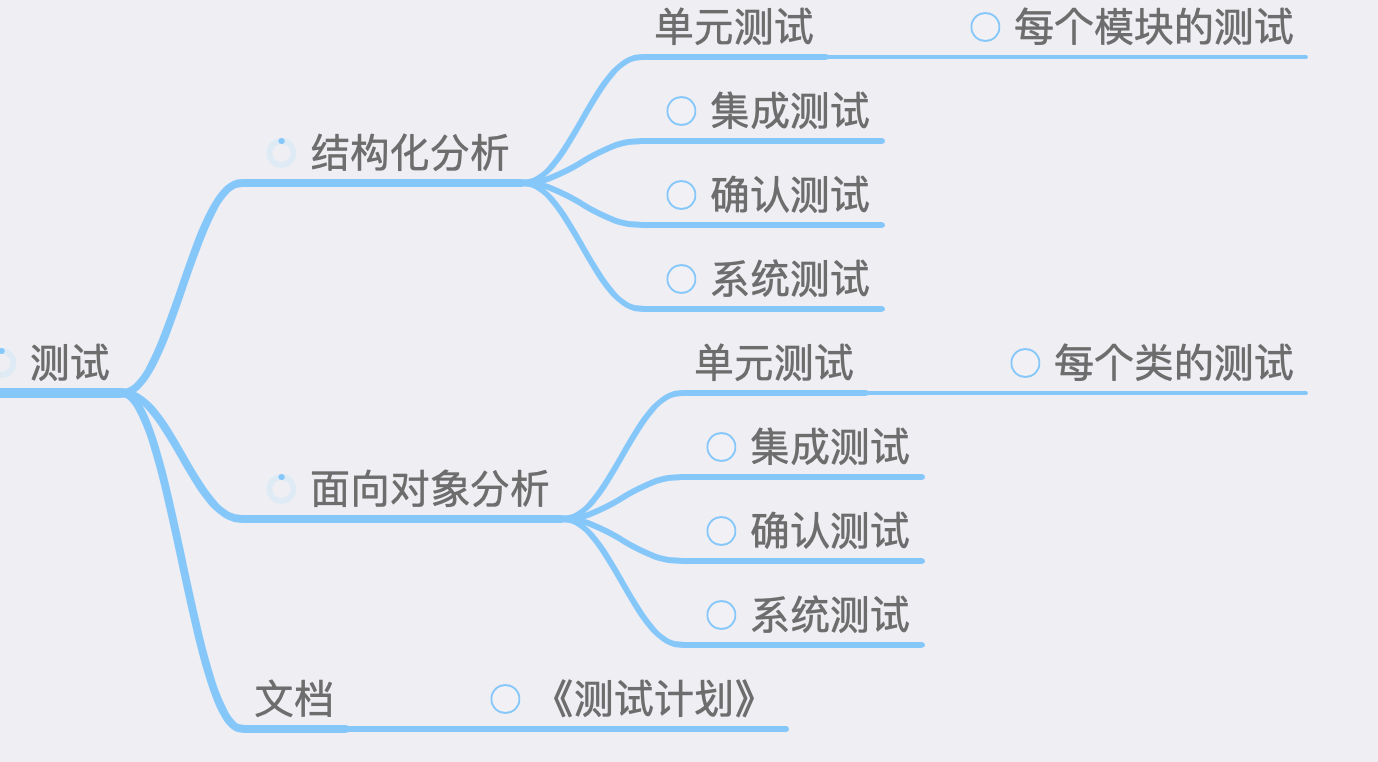 测试
结构化分析
单元测试
每个模块的测试
集成测试
确认测试
系统测试
面向对象分析
单元测试
每个类的测试
集成测试
确认测试
系统测试
文档
《测试计划》